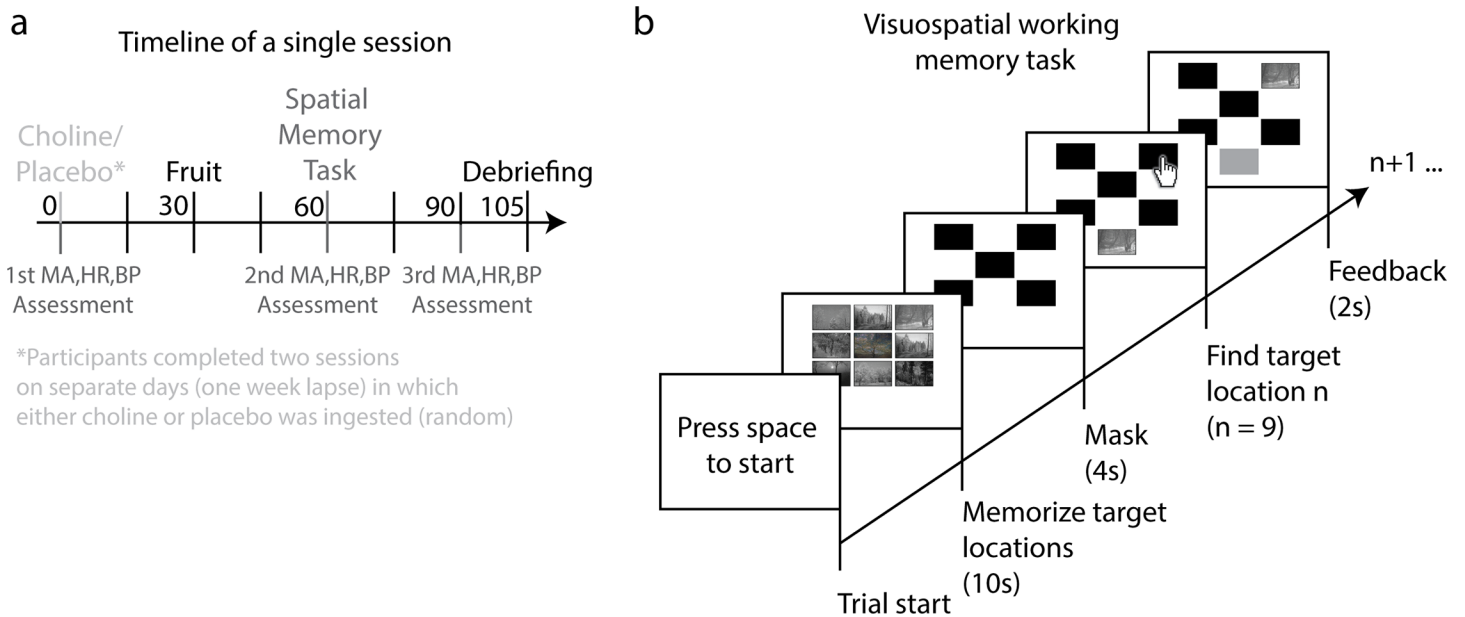 a
Timeline of a single session
Choline/
Placebo*
Fruit
Spatial
Memory
Task
Debriefing
0
30
60
90
105
1st MA,HR,BP
Assessment
2nd MA,HR,BP
Assessment
3rd MA,HR,BP
Assessment
*Participants completed two sessions
on separate days (one week lapse) in which
either choline or placebo was ingested (random)
b
Visuospatial working
memory task
Press space
to start
Trial start
Memorize target
locations
(10s)
Mask
(4s)
Find target
location n
(n = 9)
Feedback
(2s)
n+1 ...